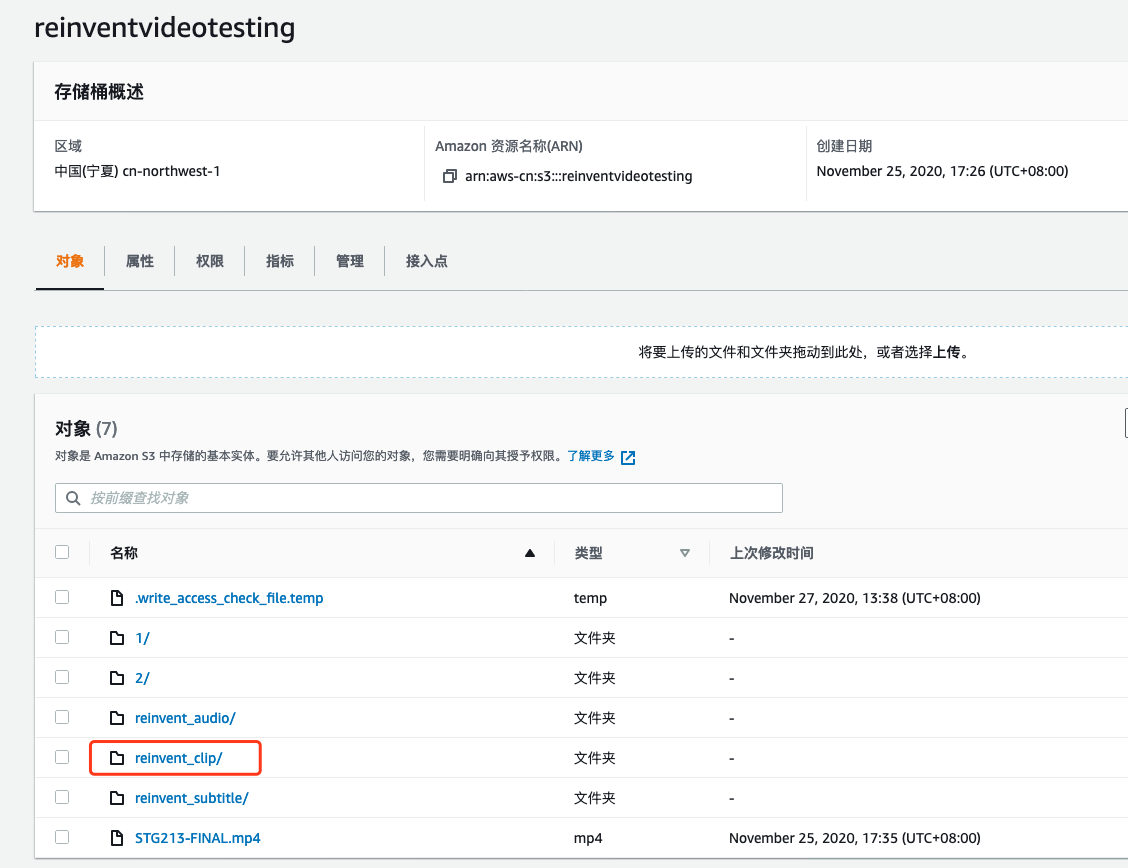 reinventvideotesting
存储桶概述
区域 Amazon 资源名称(ARN) 创建日期
中国(宁夏) cn-northwest-1 arn:aws-cn:s3:::reinventvideotesting November 25, 2020, 17:26 (UTC+08:00)
对象 属性 权限 指标 管理 接入点
将要上传的文件和文件夹拖动到此处，或者选择上传。
对象 (7)
对象是 Amazon S3 中存储的基本实体。要允许其他人访问您的对象，您需要明确向其授予权限。了解更多
按前缀查找对象
名称 类型 上次修改时间
.write_access_check_file.temp temp November 27, 2020, 13:38 (UTC+08:00)
1/ 文件夹 -
2/ 文件夹 -
reinvent_audio/ 文件夹 -
reinvent_clip/ 文件夹 -
reinvent_subtitle/ 文件夹 -
STG213-FINAL.mp4 mp4 November 25, 2020, 17:35 (UTC+08:00)